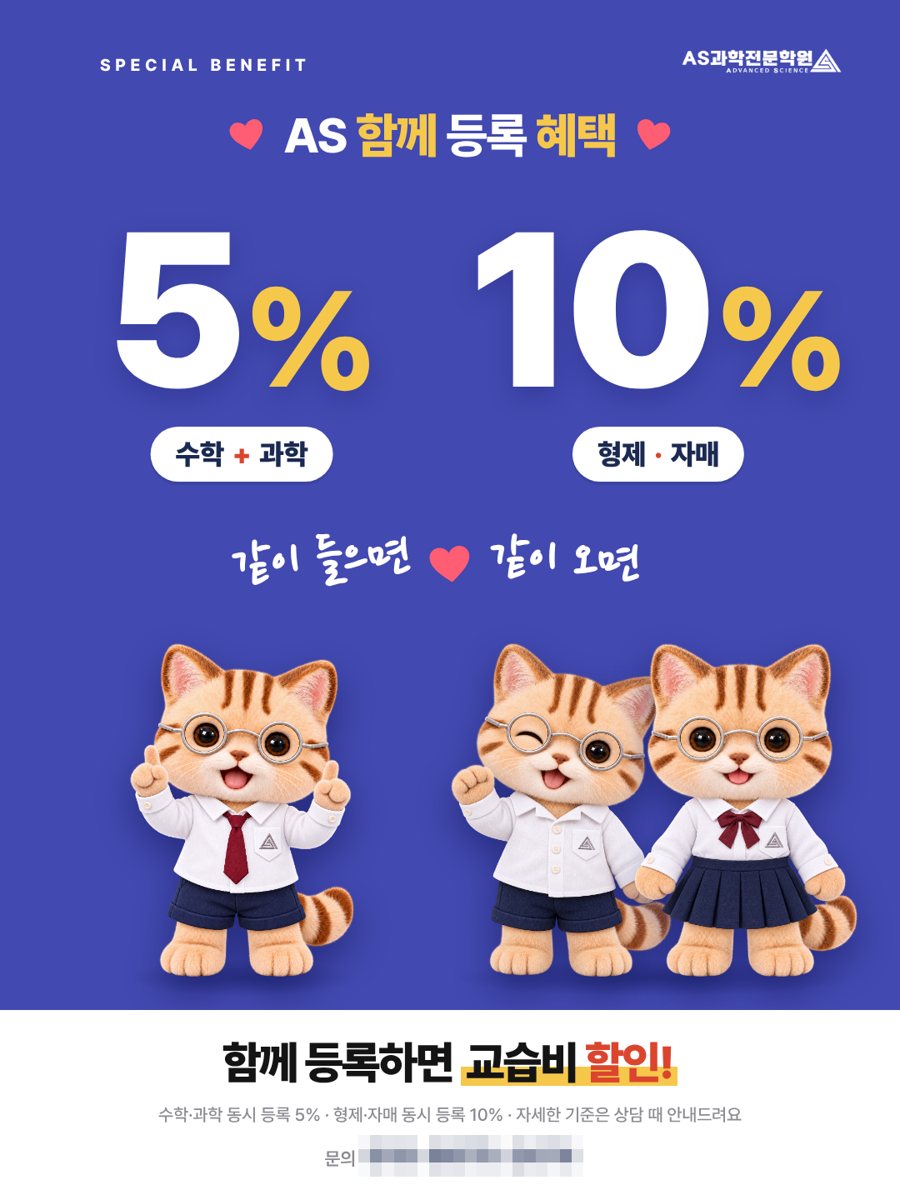 SPECIAL BENEFIT
AS과학전문학원
ADVANCED SCIENCE
AS 함께 등록 혜택
5% 10%
수학 + 과학 형제 · 자매
같이 들으면 같이 오면
함께 등록하면 교습비 할인!
수학·과학 동시 등록 5% · 형제·자매 동시 등록 10% · 자세한 기준은 상담 때 안내드려요
문의